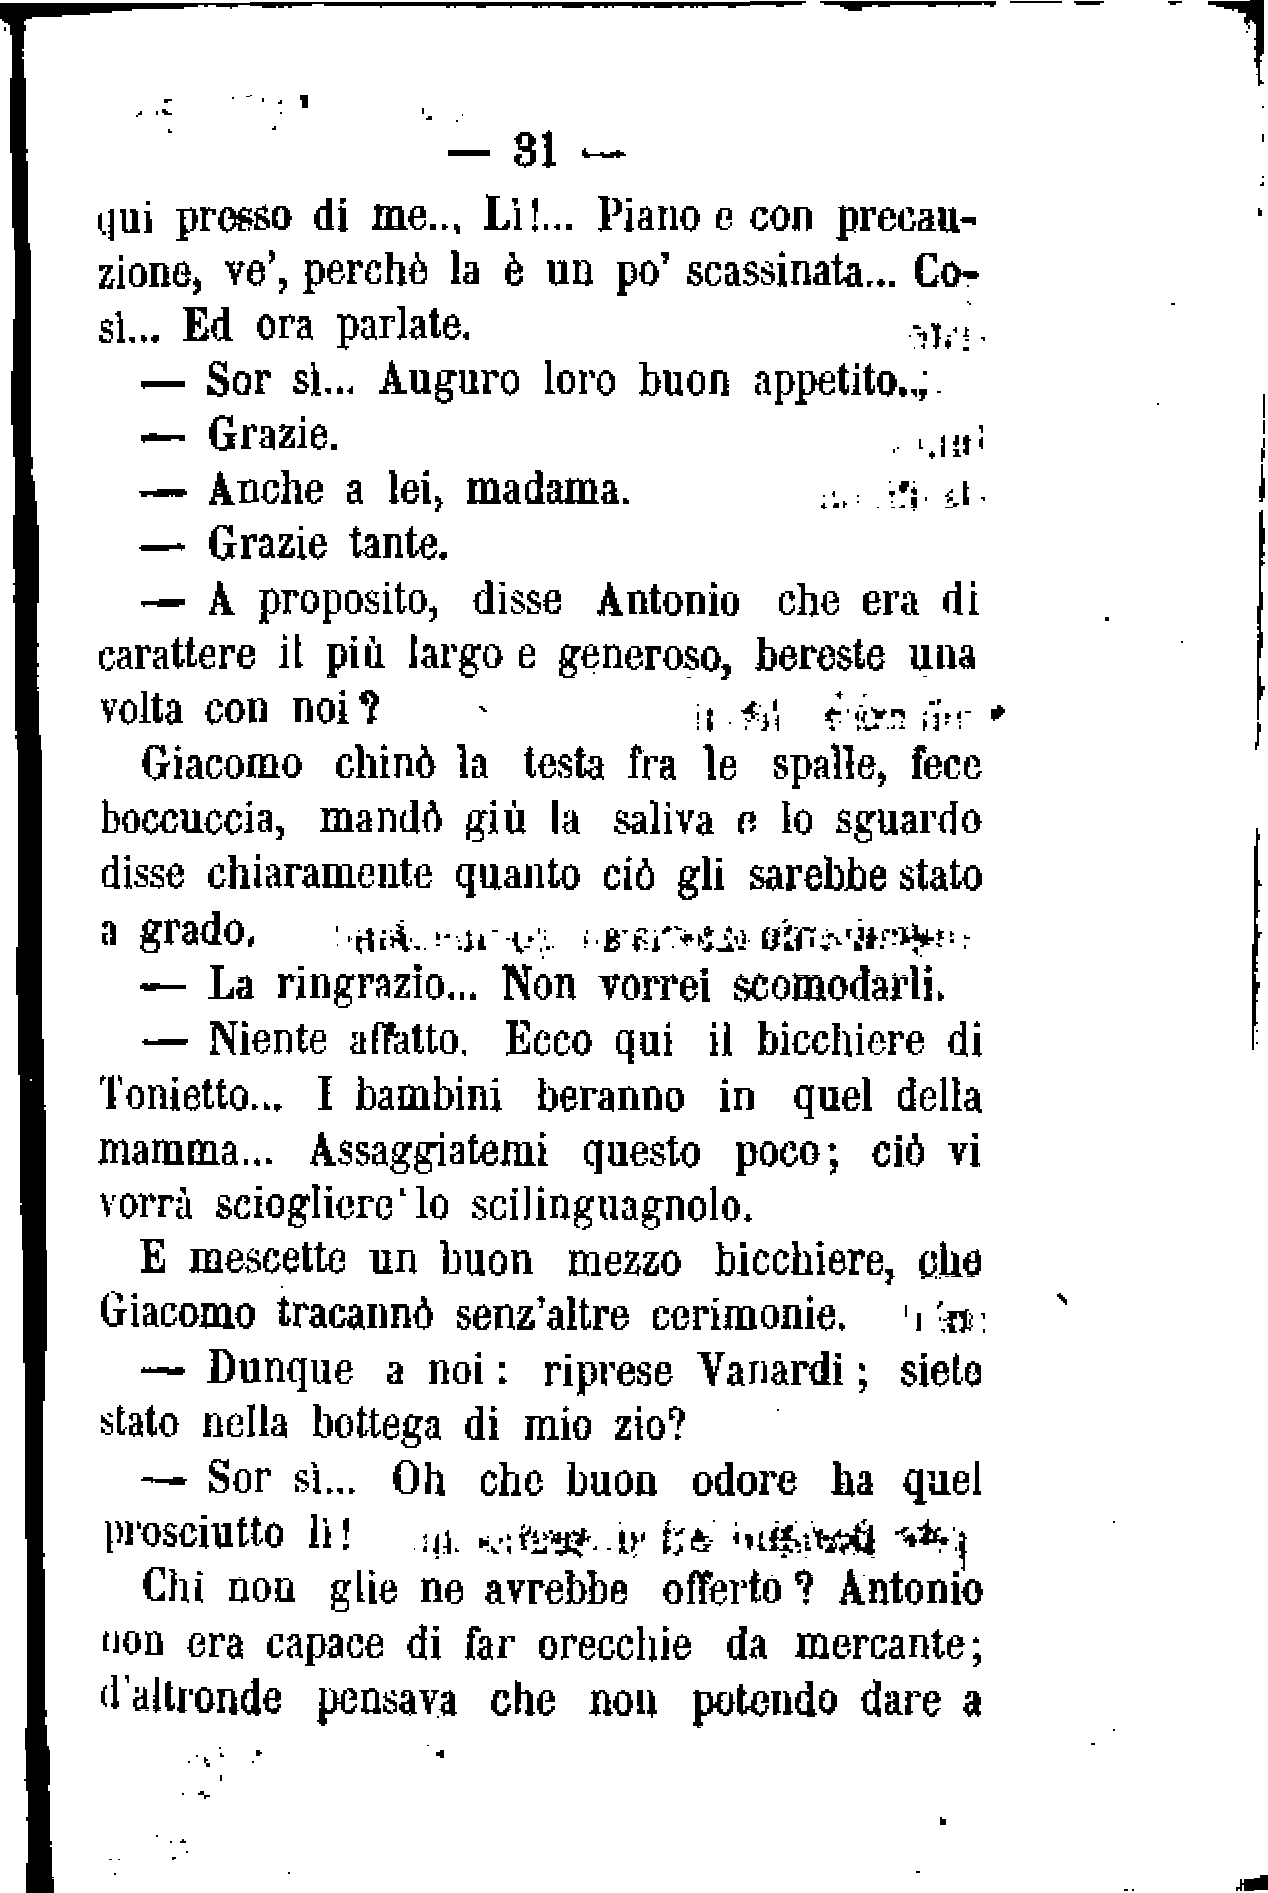 — 31 —
qui presso di me... Lì!... Piano e con precau-
zione, ve', perchè la è un po' scassinata... Co-
sì... Ed ora parlate.
— Sor sì... Auguro loro buon appetito...
— Grazie.
— Anche a lei, madama.
— Grazie tante.
— A proposito, disse Antonio che era di
carattere il più largo e generoso, bereste una
volta con noi?
Giacomo chinò la testa fra le spalle, fece
boccuccia, mandò giù la saliva e lo sguardo
disse chiaramente quanto ciò gli sarebbe stato
a grado.
— La ringrazio... Non vorrei scomodarli.
— Niente affatto. Ecco qui il bicchiere di
Tonietto... I bambini beranno in quel della
mamma... Assaggiatemi questo poco; ciò vi
vorrà sciogliere lo scilinguagnolo.
E mescette un buon mezzo bicchiere, che
Giacomo tracannò senz'altre cerimonie.
— Dunque a noi: riprese Vanardi; siete
stato nella bottega di mio zio?
— Sor sì... Oh che buon odore ha quel
prosciutto lì!
Chi non glie ne avrebbe offerto? Antonio
non era capace di far orecchie da mercante;
d'altronde pensava che non potendo dare a